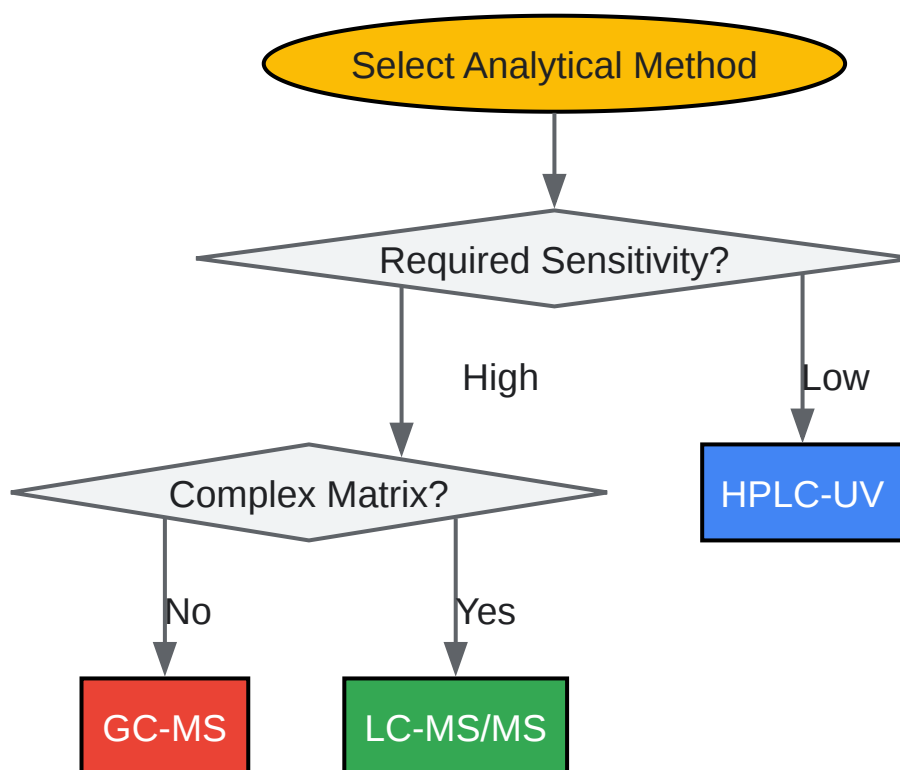 Select Analytical Method
Required Sensitivity?
High
Low
Complex Matrix?
HPLC-UV
No
Yes
GC-MS
LC-MS/MS